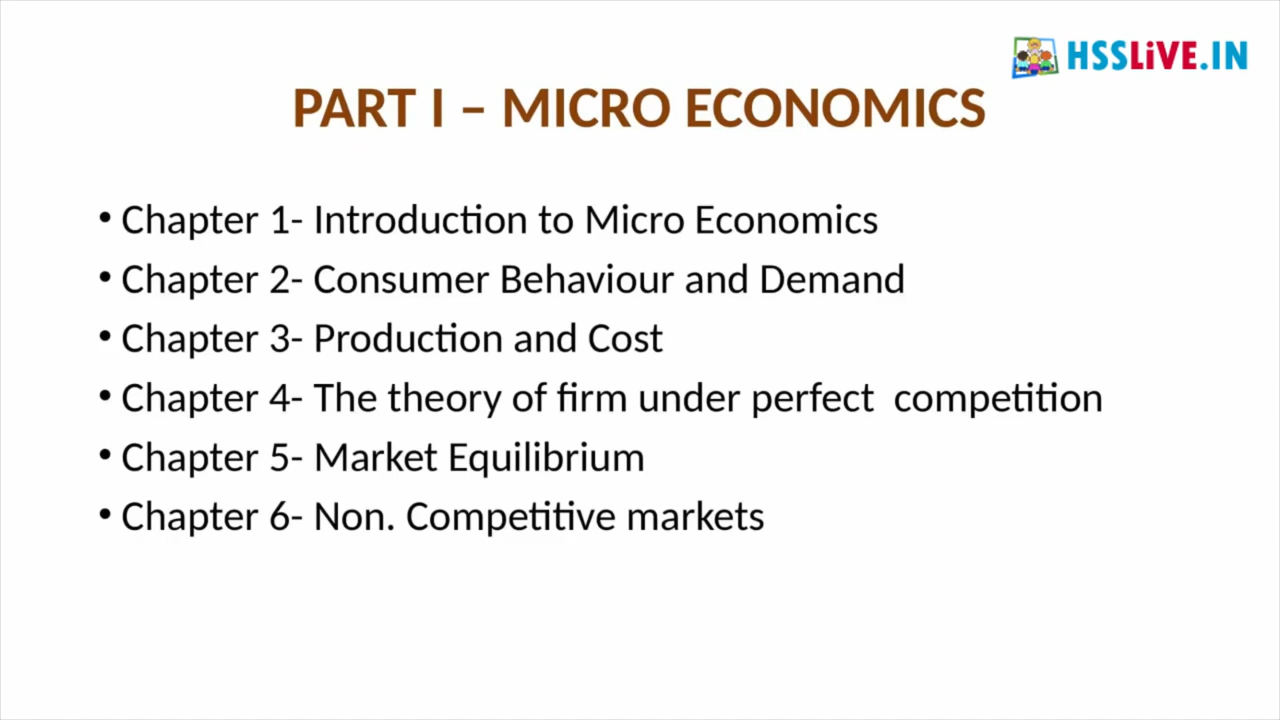 HSSLiVE.IN
PART I – MICRO ECONOMICS
• Chapter 1- Introduction to Micro Economics
• Chapter 2- Consumer Behaviour and Demand
• Chapter 3- Production and Cost
• Chapter 4- The theory of firm under perfect  competition
• Chapter 5- Market Equilibrium
• Chapter 6- Non. Competitive markets